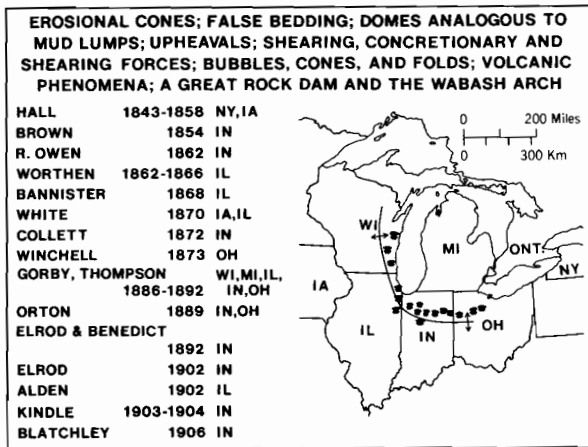 EROSIONAL CONES; FALSE BEDDING; DOMES ANALOGOUS TO
MUD LUMPS; UPHEAVALS; SHEARING, CONCRETIONARY AND
SHEARING FORCES; BUBBLES, CONES, AND FOLDS; VOLCANIC
PHENOMENA; A GREAT ROCK DAM AND THE WABASH ARCH
HALL 1843-1858 NY,IA
BROWN 1854 IN
R. OWEN 1862 IN
WORTHEN 1862-1866 IL
BANNISTER 1868 IL
WHITE 1870 IA,IL
COLLETT 1872 IN
WINCHELL 1873 OH
GORBY, THOMPSON WI,MI,IL,
1886-1892 IN,OH
ORTON 1889 IN,OH
ELROD & BENEDICT
1892 IN
ELROD 1902 IN
ALDEN 1902 IL
KINDLE 1903-1904 IN
BLATCHLEY 1906 IN
0 200 Miles
0 300 Km
WI
MI
ONT.
NY
IA
IL
IN
OH